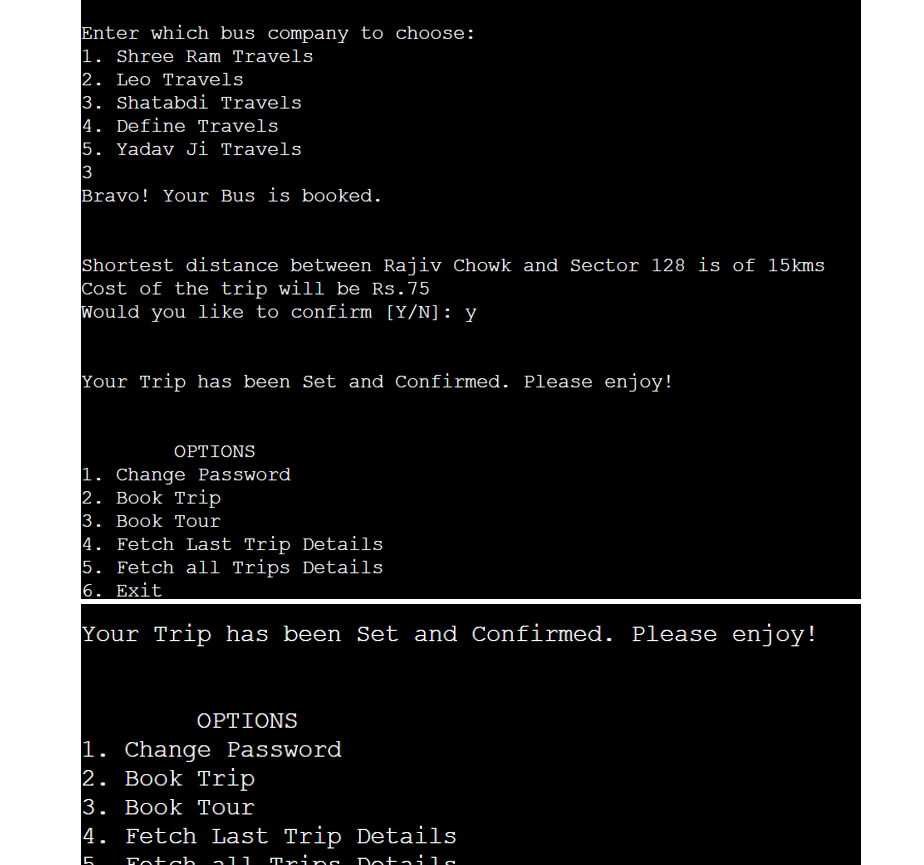 Enter which bus company to choose:
1. Shree Ram Travels
2. Leo Travels
3. Shatabdi Travels
4. Define Travels
5. Yadav Ji Travels
3
Bravo! Your Bus is booked.
Shortest distance between Rajiv Chowk and Sector 128 is of 15kms
Cost of the trip will be Rs.75
Would you like to confirm [Y/N]: y
Your Trip has been Set and Confirmed. Please enjoy!
OPTIONS
1. Change Password
2. Book Trip
3. Book Tour
4. Fetch Last Trip Details
5. Fetch all Trips Details
6. Exit
Your Trip has been Set and Confirmed. Please enjoy!
OPTIONS
1. Change Password
2. Book Trip
3. Book Tour
4. Fetch Last Trip Details
5. Fetch all Trips Details